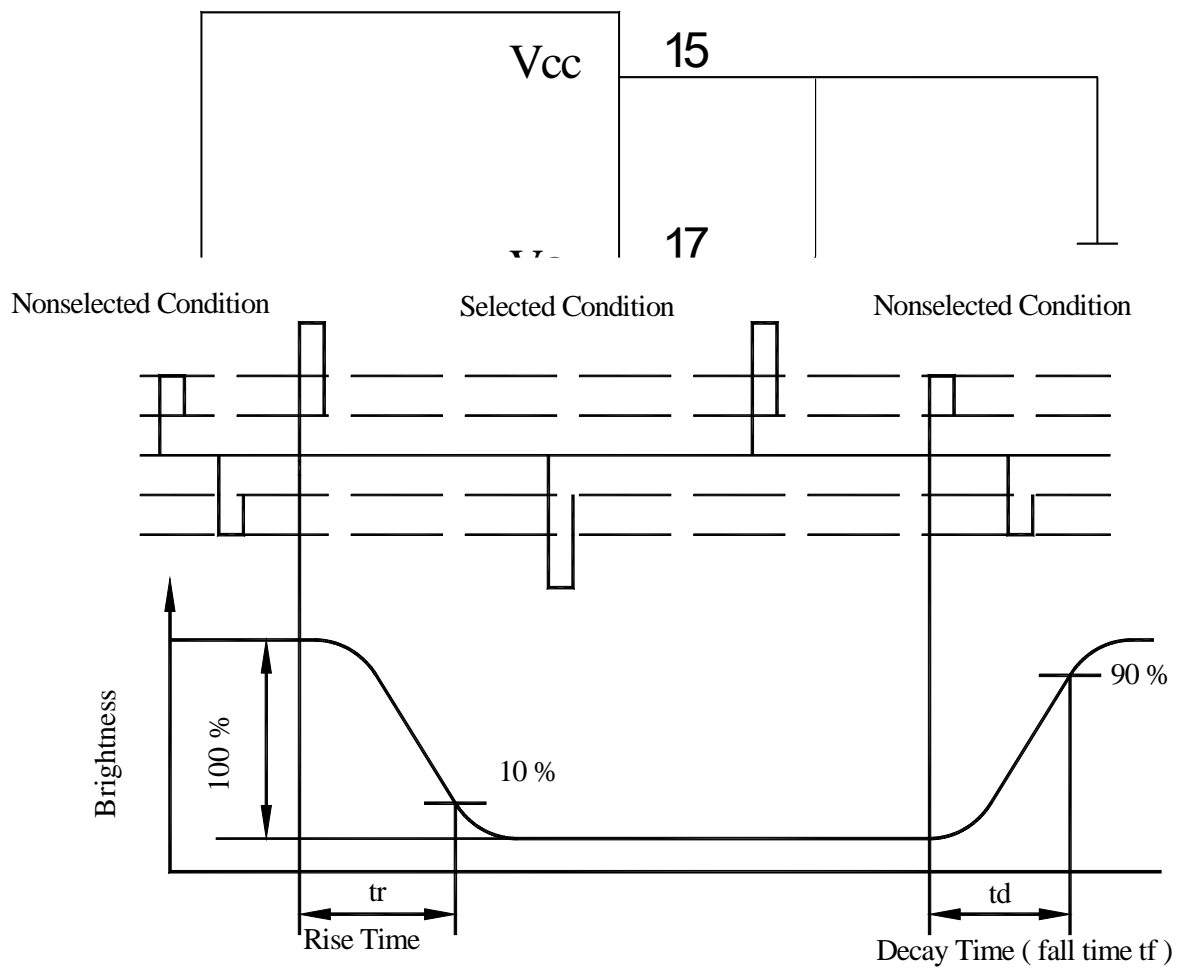 Vcc 15
17
Nonselected Condition Selected Condition Nonselected Condition
90 %
Brightness
100 %
10 %
tr td
Rise Time
Decay Time ( fall time tf )